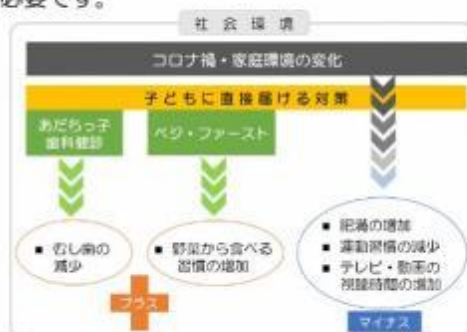 必要です。
社会環境
コロナ禍・家庭環境の変化
子どもに直接届ける対策
あだちっ子
歯科健診
ベジ・ファースト
■ むし歯の
減少
■ 野菜から食べる
習慣の増加
■ 肥満の増加
■ 運動習慣の減少
■ テレビ・動画の
視聴時間の増加
プラス
マイナス